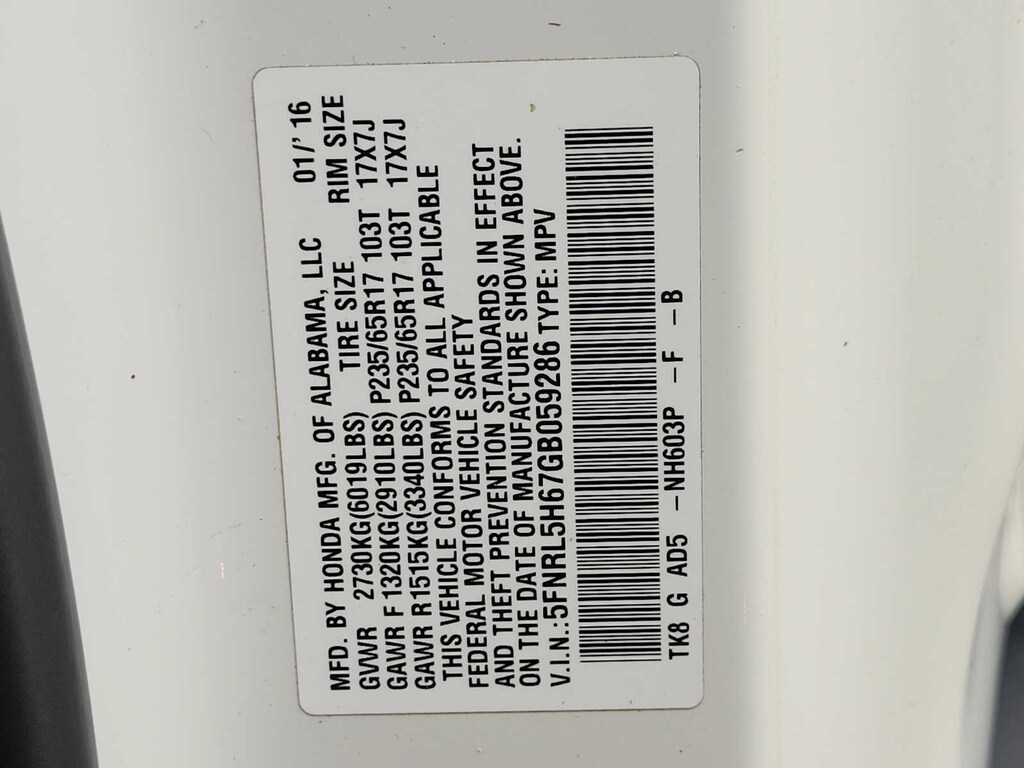 MFD. BY HONDA MFG. OF ALABAMA, LLC 01/' 16
GVWR 2730KG(6019LBS) TIRE SIZE RIM SIZE
GAWR F 1320KG(2910LBS) P235/65R17 103T 17X7J
GAWR R 1515KG(3340LBS) P235/65R17 103T 17X7J
THIS VEHICLE CONFORMS TO ALL APPLICABLE
FEDERAL MOTOR VEHICLE SAFETY
AND THEFT PREVENTION STANDARDS IN EFFECT
ON THE DATE OF MANUFACTURE SHOWN ABOVE.
V.I.N.:5FNRL5H67GB059286 TYPE: MPV
TK8 G AD5 -NH603P -F -B